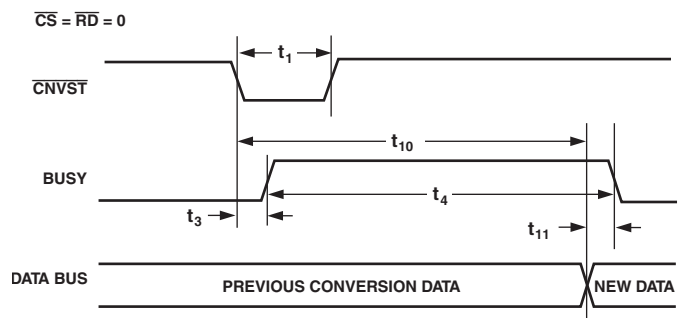 CS = RD = 0
t1
CNVST
t10
BUSY
t4
t3
t11
DATA BUS
PREVIOUS CONVERSION DATA
NEW DATA